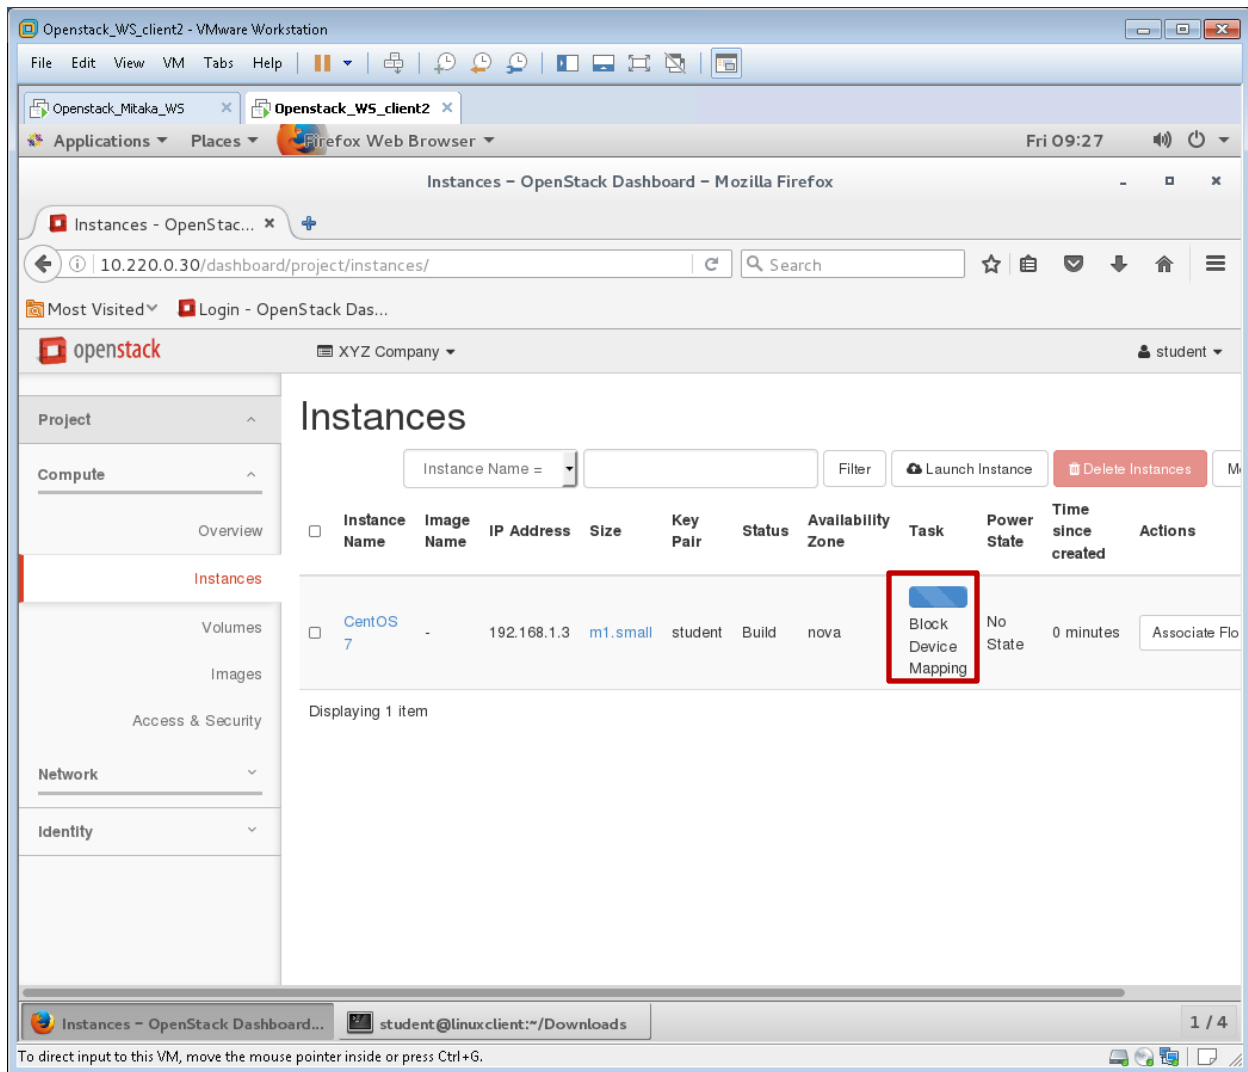 Openstack_WS_client2 - VMware Workstation
File Edit View VM Tabs Help
Openstack_Mitaka_WS Openstack_WS_client2
Applications Places Firefox Web Browser Fri 09:27
Instances - OpenStack Dashboard - Mozilla Firefox
Instances - OpenStac...
10.220.0.30/dashboard/project/instances/ Search
Most Visited Login - OpenStack Das...
openstack XYZ Company student
Project
Compute
Overview
Instances
Volumes
Images
Access & Security
Network
Identity
Instances
Instance Name = Filter Launch Instance Delete Instances M
Instance Name Image Name IP Address Size Key Pair Status Availability Zone Task Power State Time since created Actions
CentOS 7 - 192.168.1.3 m1.small student Build nova Block Device Mapping No State 0 minutes Associate Flo
Displaying 1 item
Instances - OpenStack Dashboard... student@linuxclient:~/Downloads 1 / 4
To direct input to this VM, move the mouse pointer inside or press Ctrl+G.